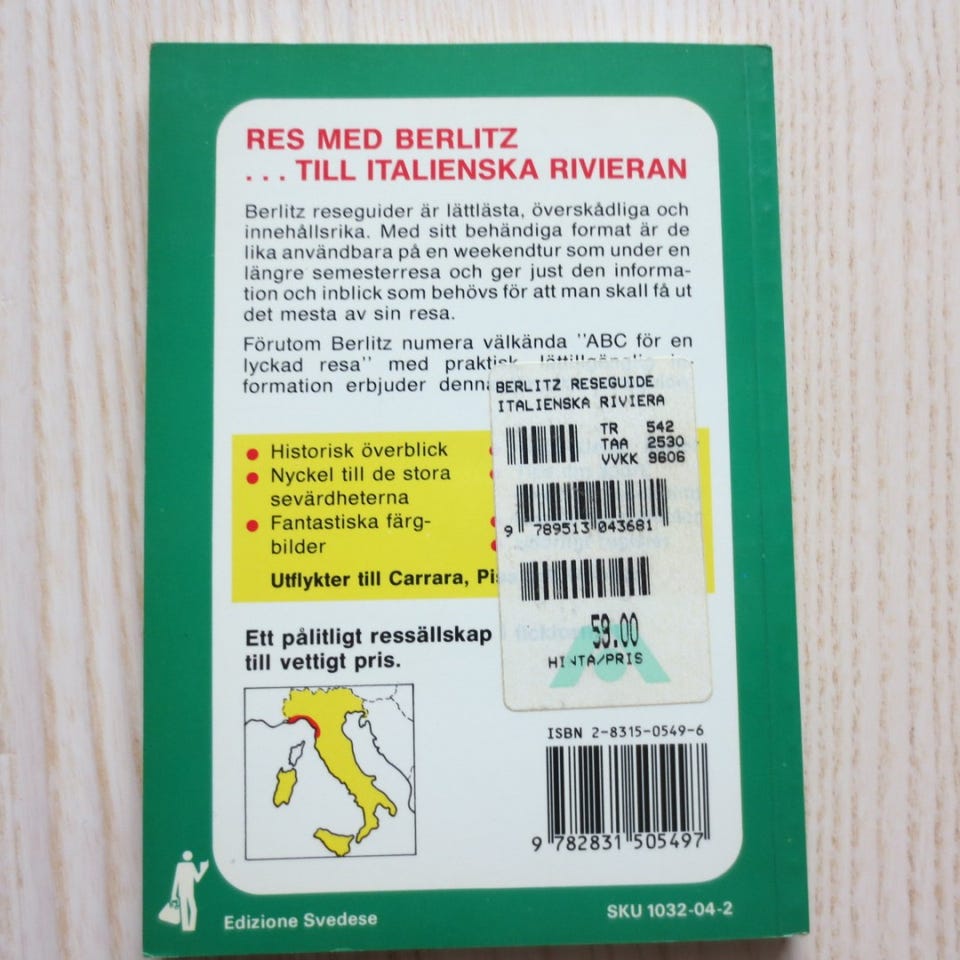 RES MED BERLITZ
. . . TILL ITALIENSKA RIVIERAN
Berlitz reseguider är lättlästa, överskådliga och
innehållsrika. Med sitt behändiga format är de
lika användbara på en weekendtur som under en
längre semesterresa och ger just den informa-
tion och inblick som behövs för att man skall få ut
det mesta av sin resa.
Förutom Berlitz numera välkända "ABC för en
lyckad resa" med praktisk, lättillgänglig in-
formation erbjuder denna
● Historisk överblick
● Nyckel till de stora
sevärdheterna
● Fantastiska färg-
bilder
Utflykter till Carrara,
Ett pålitligt ressällskap
till vettigt pris.
BERLITZ RESEGUIDE
ITALIENSKA RIVIERA
TR 542
TAA 2530
VVKK 9606
9 789513 043681
59.00
HINTA/PRIS
ISBN 2-8315-0549-6
9 782831 505497
Edizione Svedese
SKU 1032-04-2